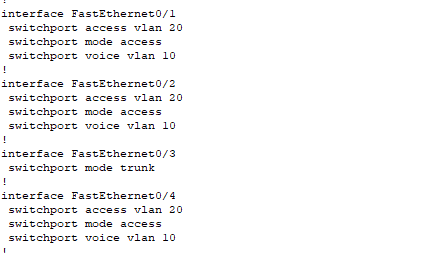 !
interface FastEthernet0/1
switchport access vlan 20
switchport mode access
switchport voice vlan 10
!
interface FastEthernet0/2
switchport access vlan 20
switchport mode access
switchport voice vlan 10
!
interface FastEthernet0/3
switchport mode trunk
!
interface FastEthernet0/4
switchport access vlan 20
switchport mode access
switchport voice vlan 10
!